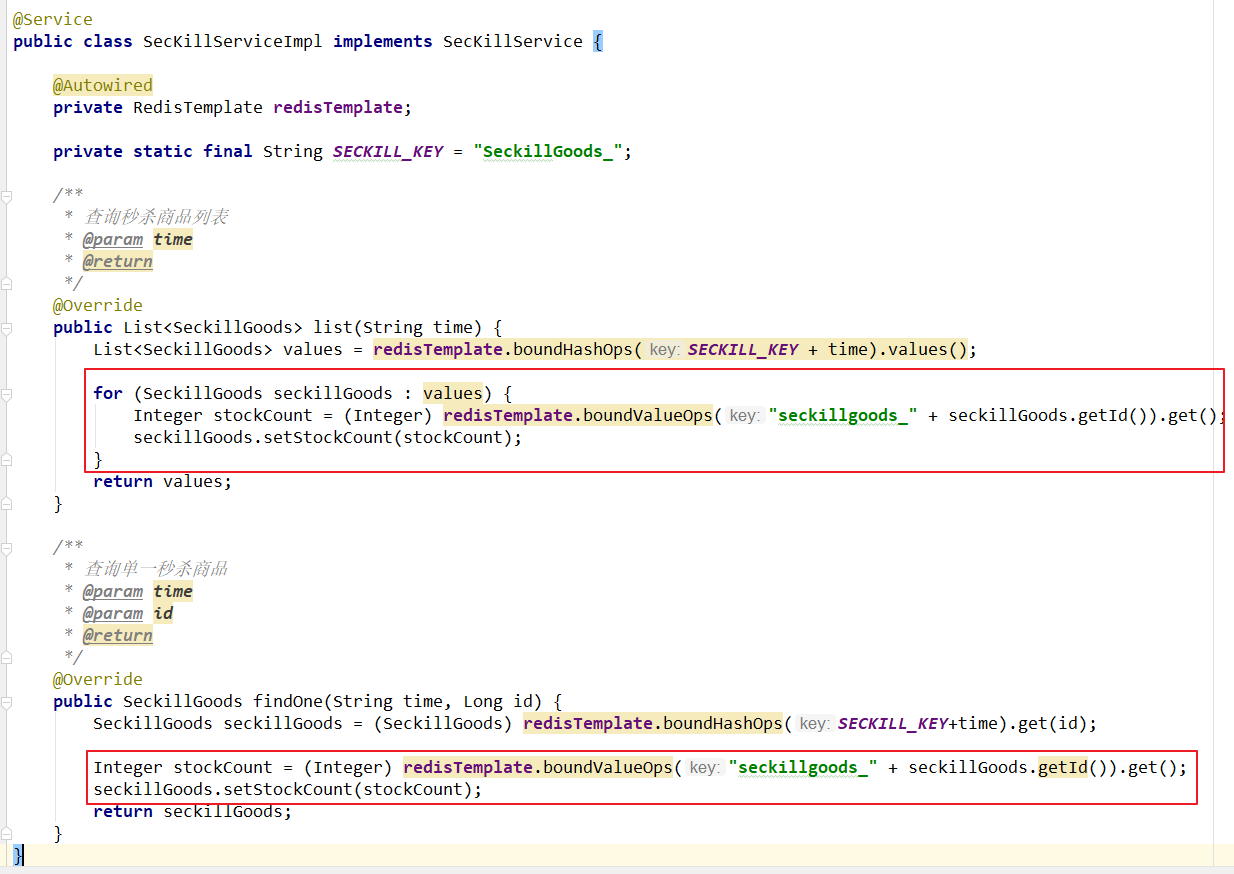 @Service
public class SecKillServiceImpl implements SecKillService {
@Autowired
private RedisTemplate redisTemplate;
private static final String SECKILL_KEY = "SeckillGoods_";
/**
* 查询秒杀商品列表
* @param time
* @return
*/
@Override
public List<SeckillGoods> list(String time) {
List<SeckillGoods> values = redisTemplate.boundHashOps( key: SECKILL_KEY + time).values();
for (SeckillGoods seckillGoods : values) {
Integer stockCount = (Integer) redisTemplate.boundValueOps( key: "seckillgoods_" + seckillGoods.getId()).get();
seckillGoods.setStockCount(stockCount);
}
return values;
}
/**
* 查询单一秒杀商品
* @param time
* @param id
* @return
*/
@Override
public SeckillGoods findOne(String time, Long id) {
SeckillGoods seckillGoods = (SeckillGoods) redisTemplate.boundHashOps( key: SECKILL_KEY+time).get(id);
Integer stockCount = (Integer) redisTemplate.boundValueOps( key: "seckillgoods_" + seckillGoods.getId()).get();
seckillGoods.setStockCount(stockCount);
return seckillGoods;
}
}